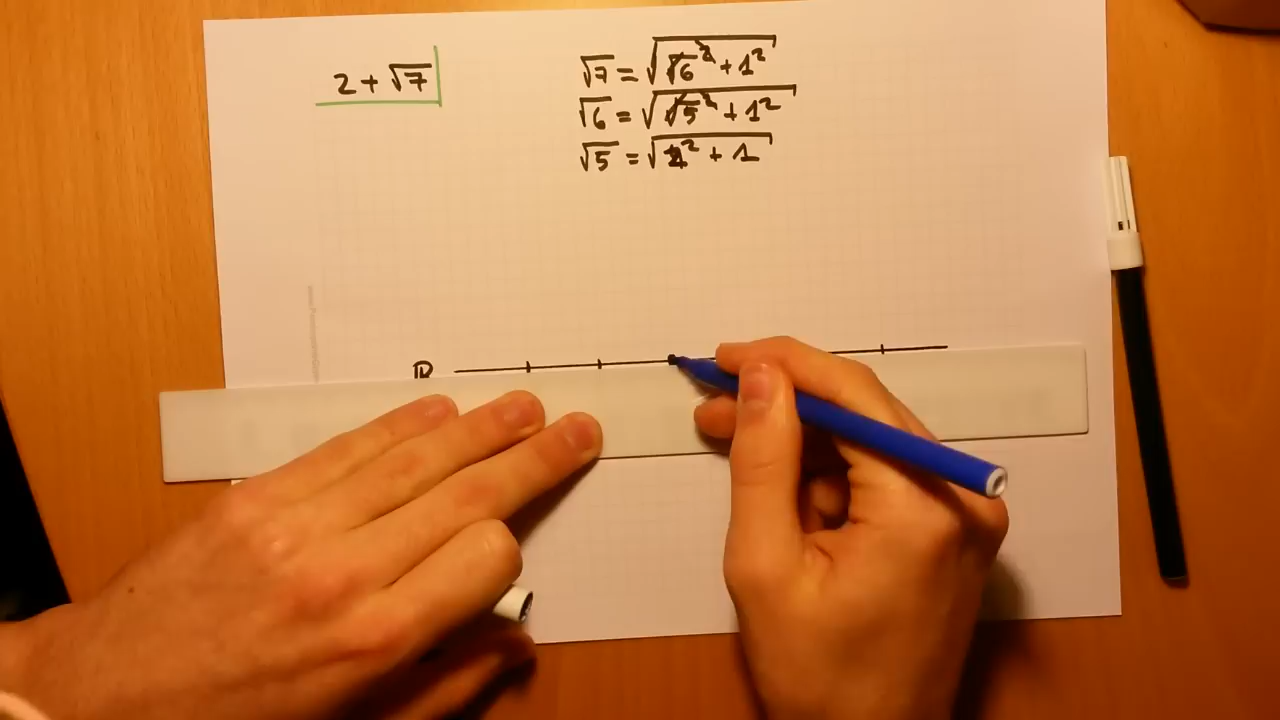 2 + √7
√7 = √(√6² + 1²)
√6 = √(√5² + 1²)
√5 = √(2² + 1)
ℝ